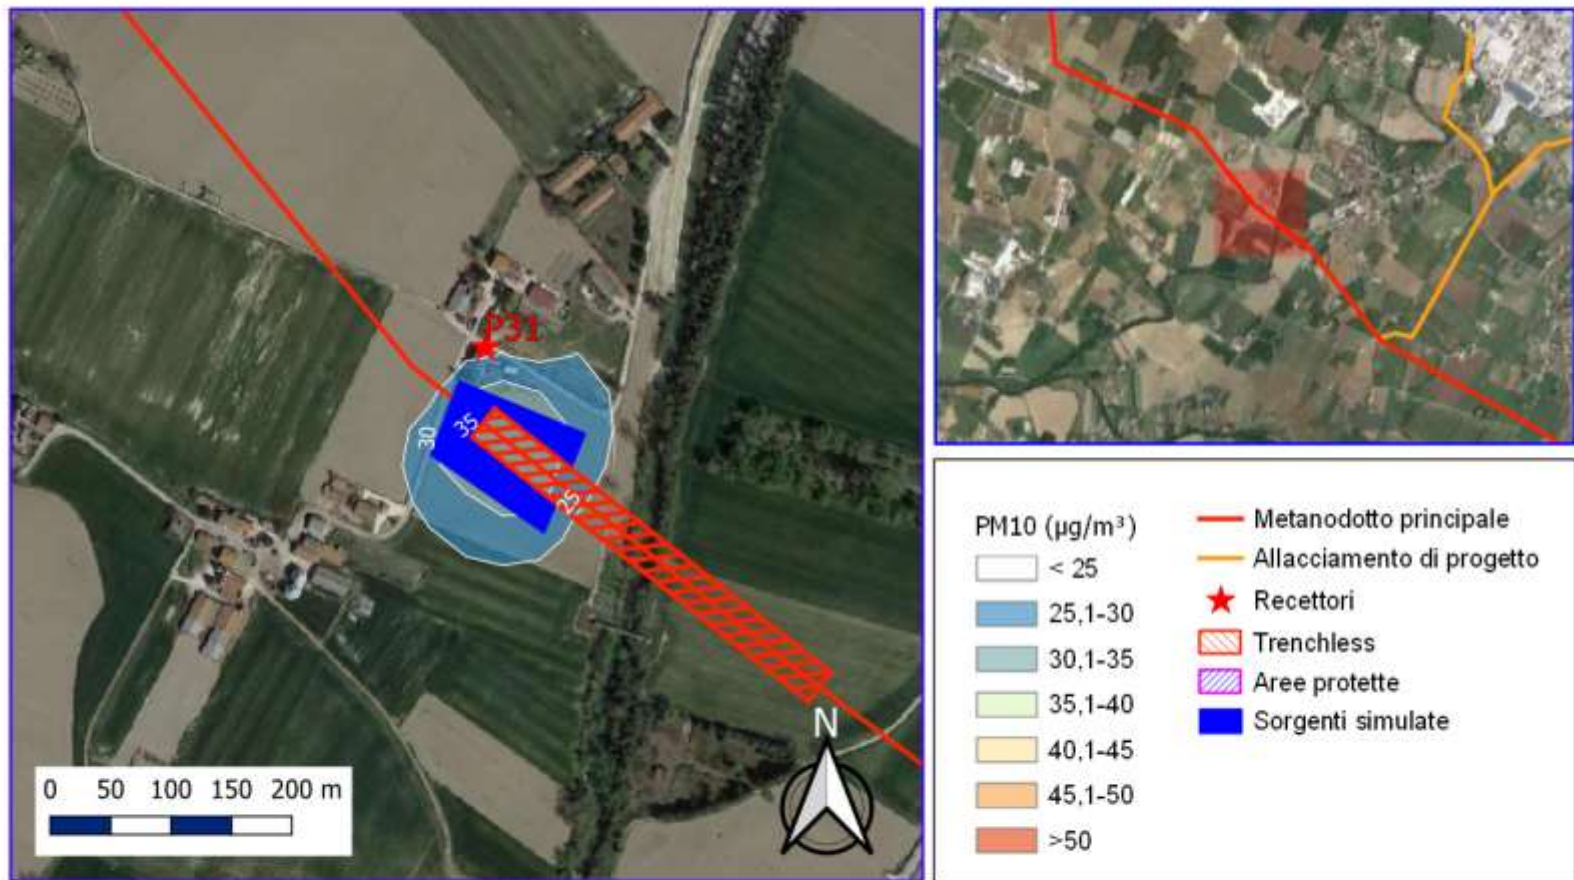 P31
30
35
25
N
0 50 100 150 200 m
PM10 (µg/m³)
< 25
25,1-30
30,1-35
35,1-40
40,1-45
45,1-50
>50
Metanodotto principale
Allacciamento di progetto
Recettori
Trenchless
Aree protette
Sorgenti simulate